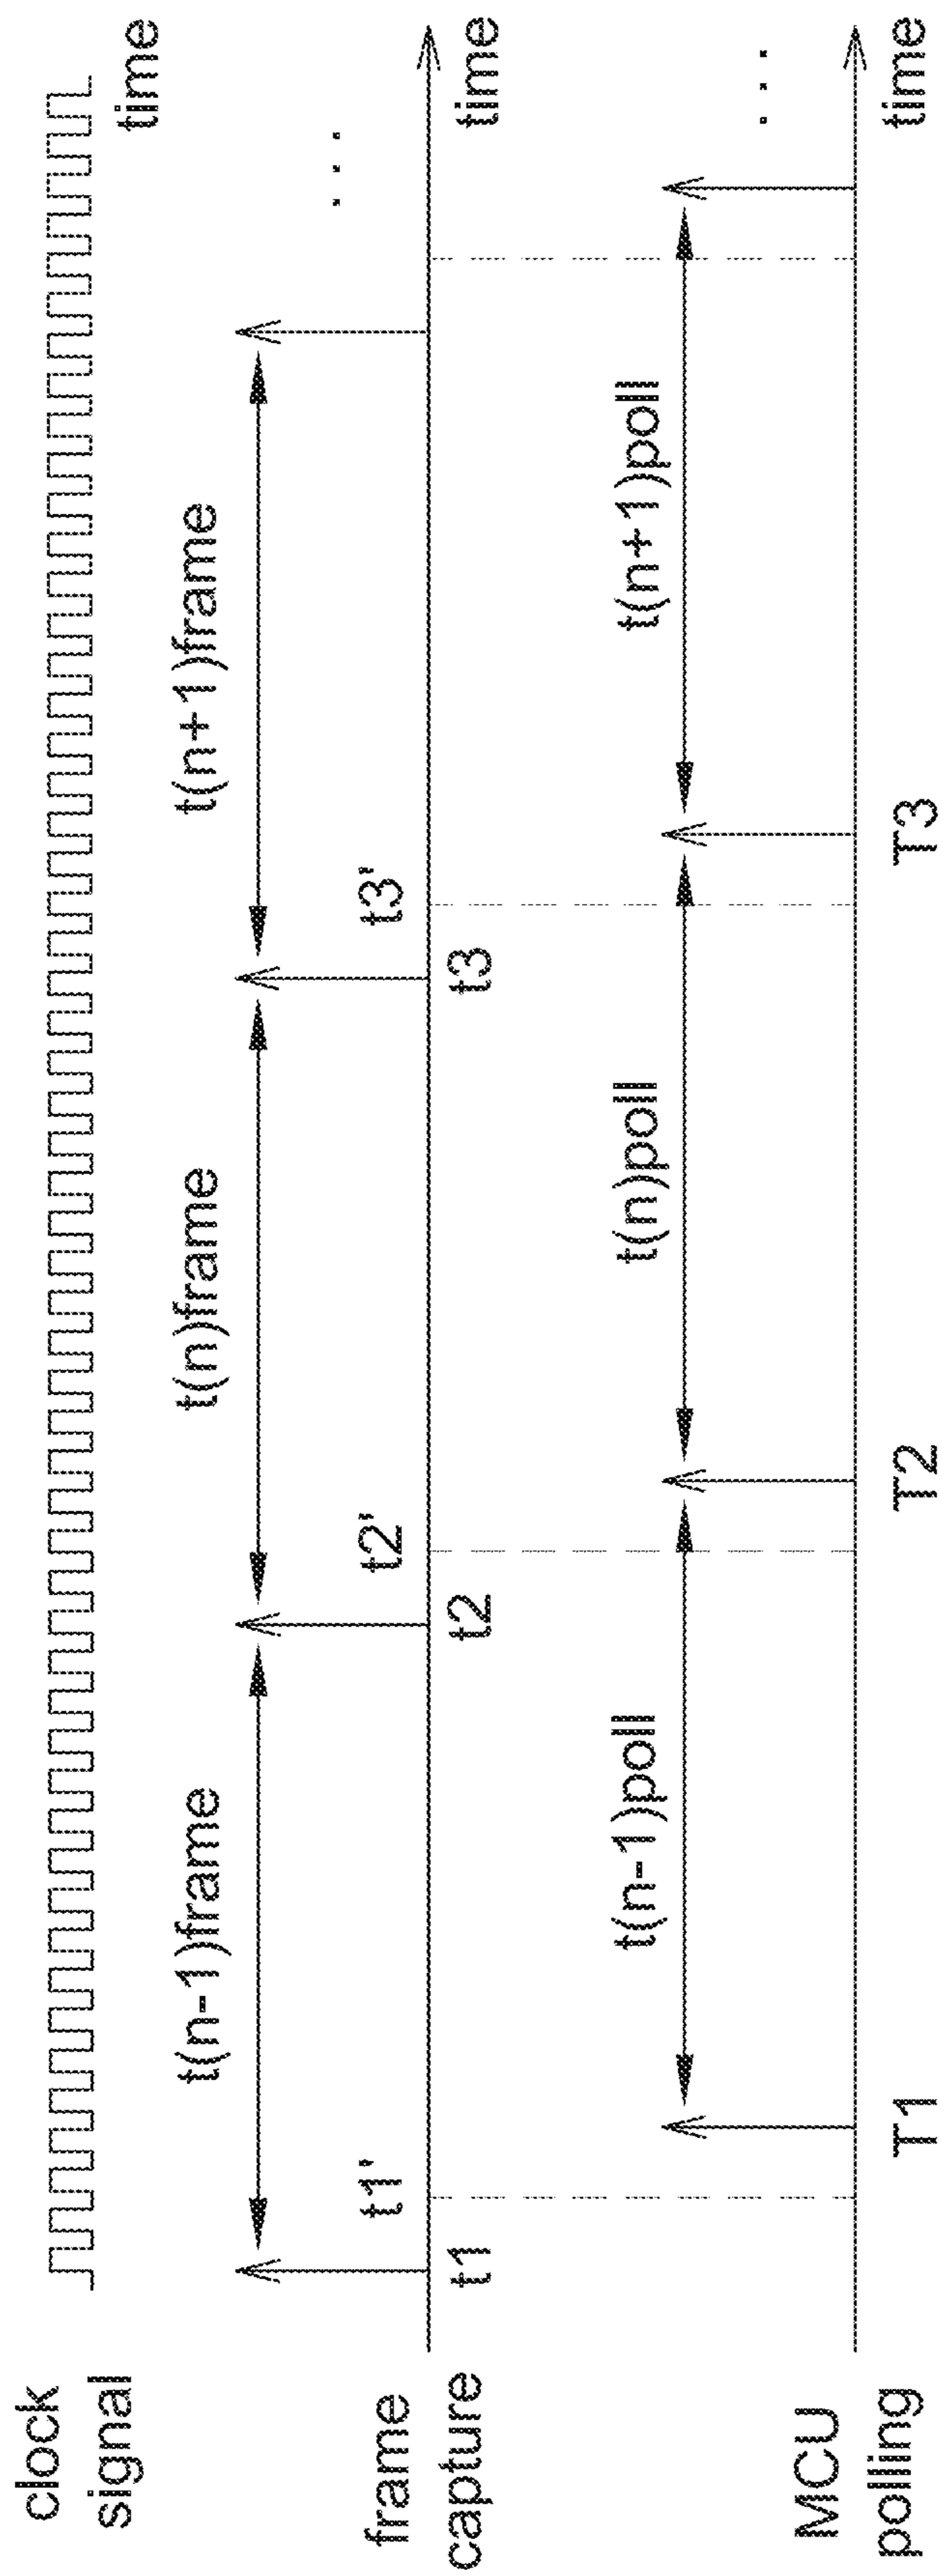 clock
signal
time
t(n-1)frame
t(n)frame
t(n+1)frame
...
t1'
t2'
t3'
frame
capture
t1
t2
t3
time
t(n-1)poll
t(n)poll
t(n+1)poll
...
MCU
polling
T1
T2
T3
time